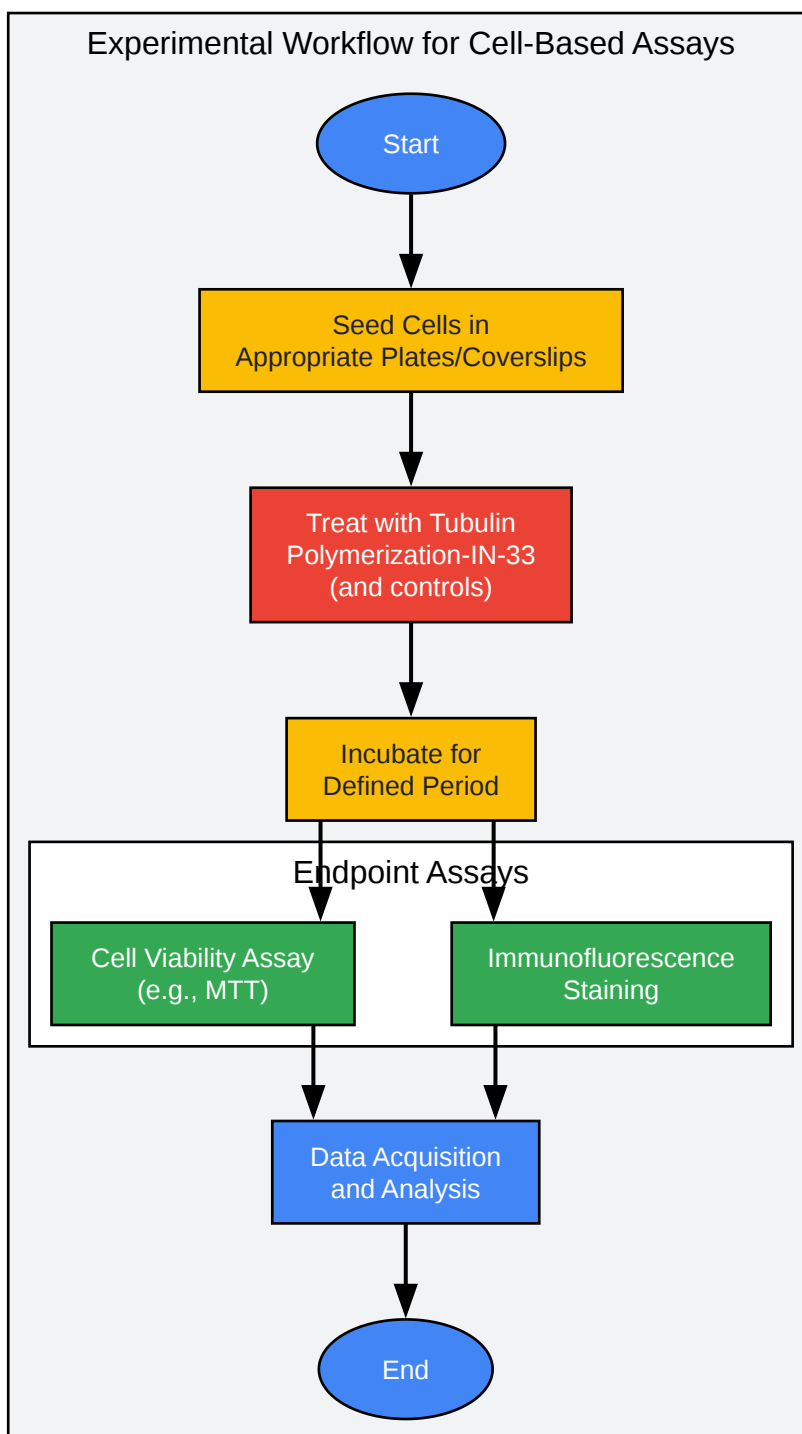 Experimental Workflow for Cell-Based Assays
Start
Seed Cells in
Appropriate Plates/Coverslips
Treat with Tubulin
Polymerization-IN-33
(and controls)
Incubate for
Defined Period
Endpoint Assays
Cell Viability Assay
(e.g., MTT)
Immunofluorescence
Staining
Data Acquisition
and Analysis
End